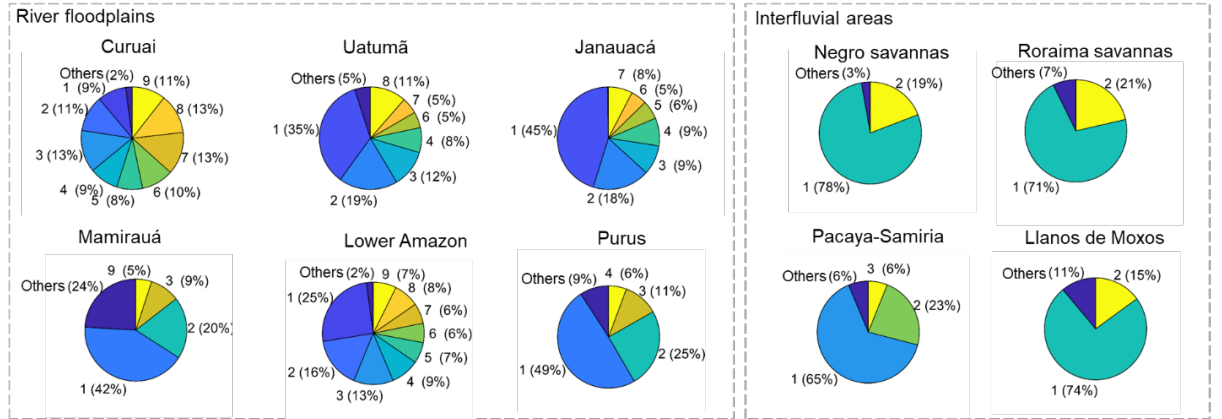 River floodplains
Curuai
Others (2%)
9 (11%)
8 (13%)
7 (13%)
6 (10%)
5 (8%)
4 (9%)
3 (13%)
2 (11%)
1 (9%)
Uatumã
Others (5%)
8 (11%)
7 (5%)
6 (5%)
4 (8%)
3 (12%)
2 (19%)
1 (35%)
Janauacá
7 (8%)
6 (5%)
5 (6%)
4 (9%)
3 (9%)
2 (18%)
1 (45%)
Mamirauá
Others (24%)
9 (5%)
3 (9%)
2 (20%)
1 (42%)
Lower Amazon
Others (2%)
9 (7%)
8 (8%)
7 (6%)
6 (6%)
5 (7%)
4 (9%)
3 (13%)
2 (16%)
1 (25%)
Purus
Others (9%)
4 (6%)
3 (11%)
2 (25%)
1 (49%)
Interfluvial areas
Negro savannas
Others (3%)
2 (19%)
1 (78%)
Roraima savannas
Others (7%)
2 (21%)
1 (71%)
Pacaya-Samiria
Others (6%)
3 (6%)
2 (23%)
1 (65%)
Llanos de Moxos
Others (11%)
2 (15%)
1 (74%)